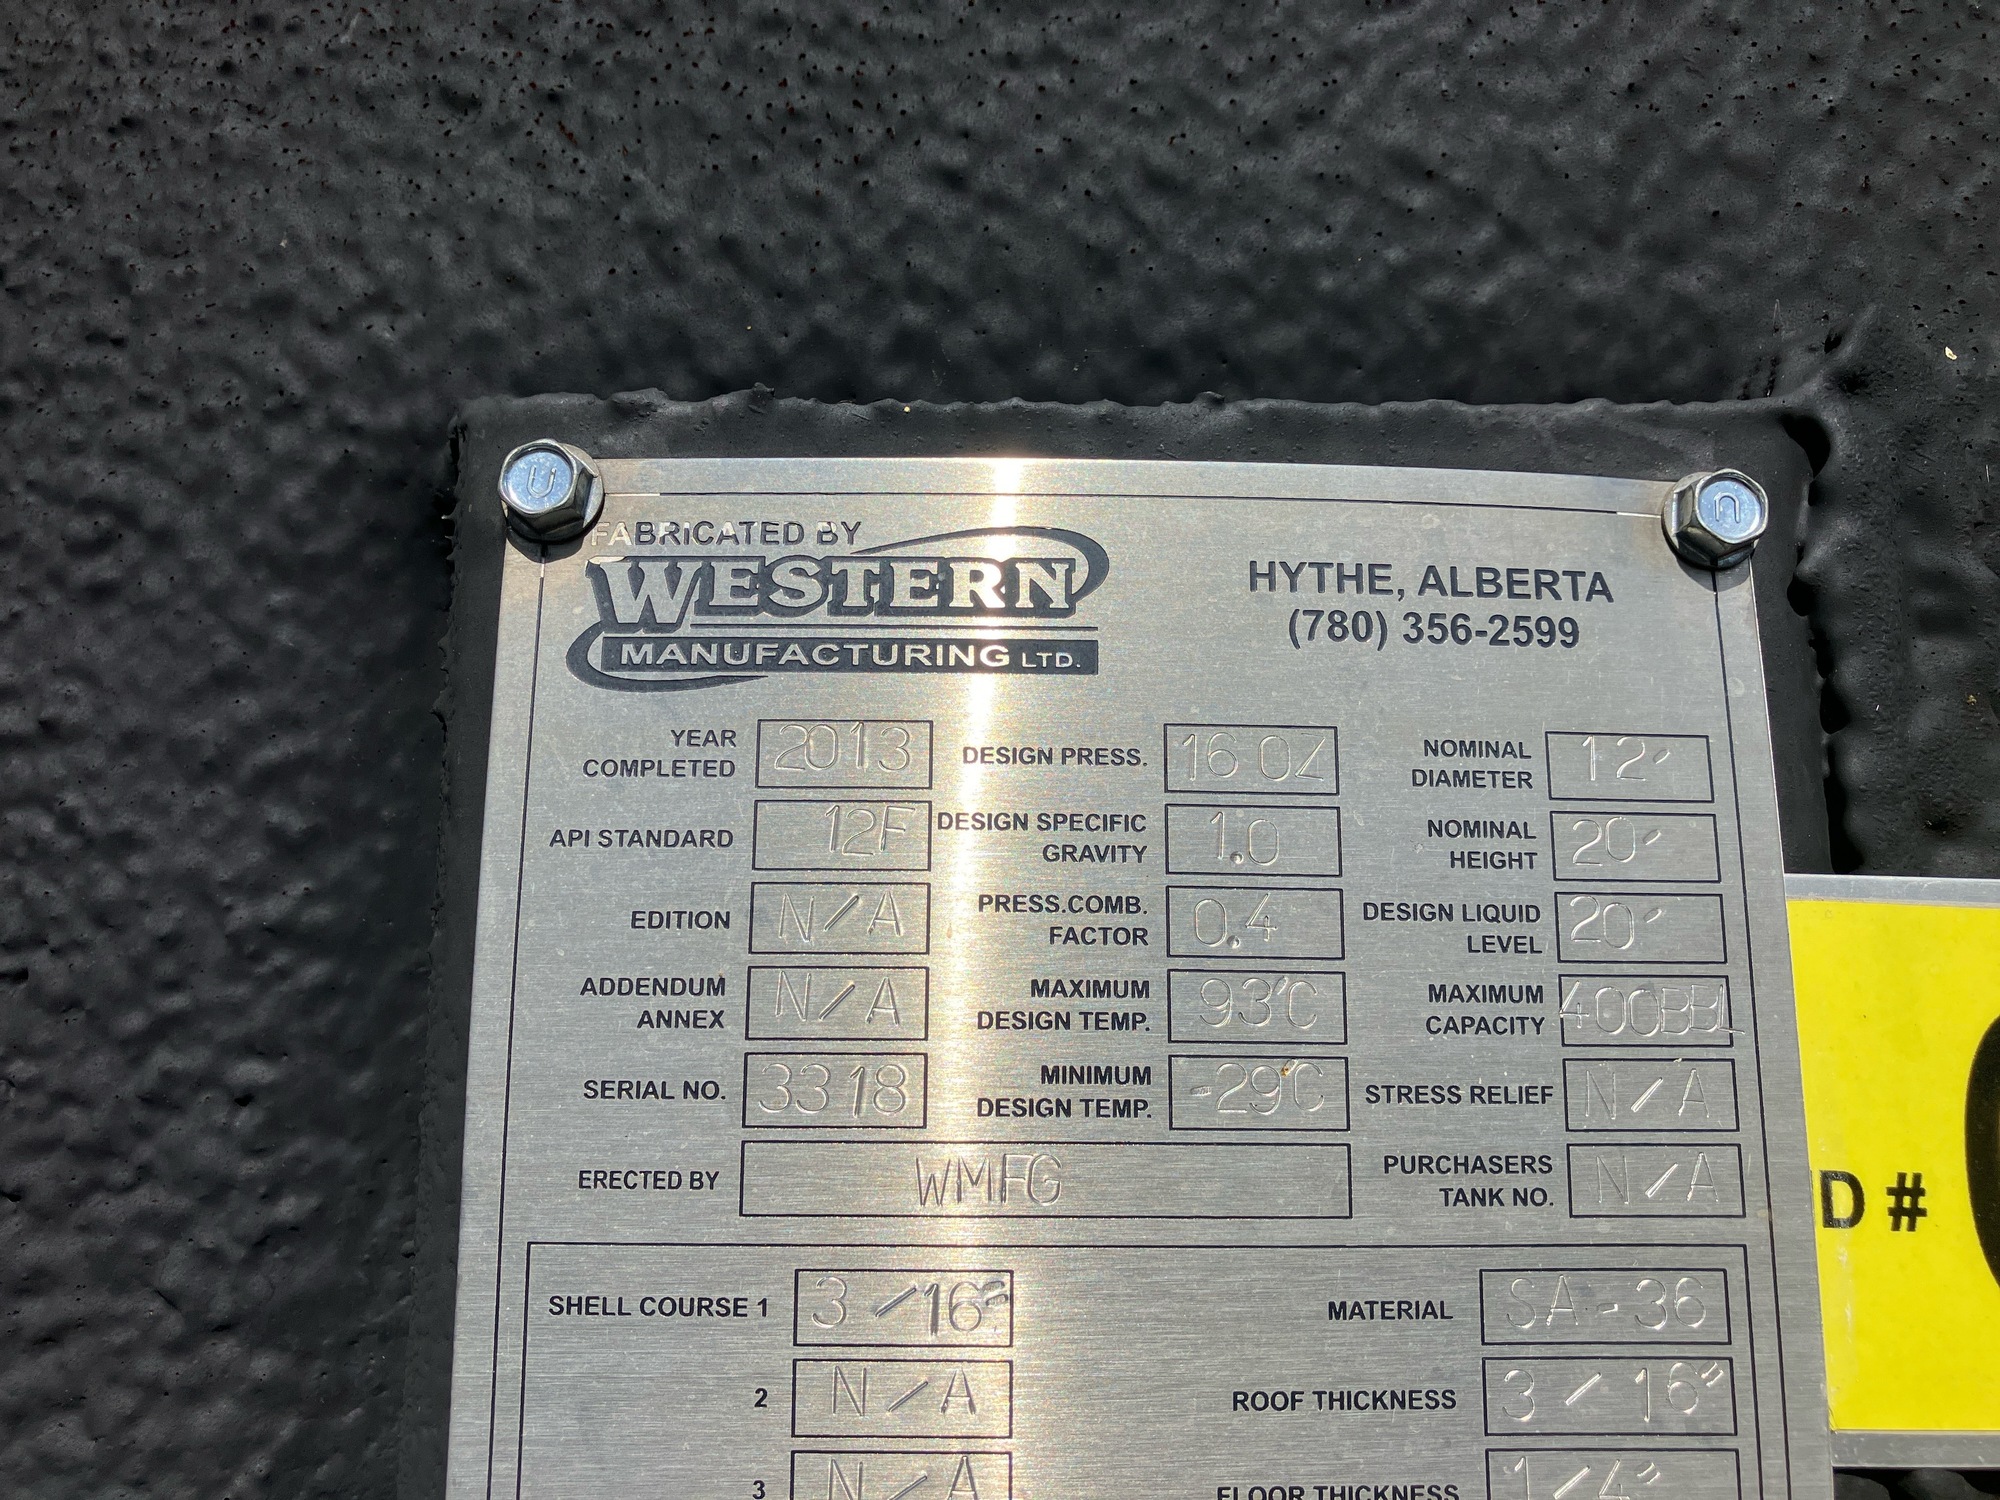 FABRICATED BY
WESTERN
MANUFACTURING LTD.
HYTHE, ALBERTA
(780) 356-2599
YEAR COMPLETED 2013 DESIGN PRESS. 16 OZ NOMINAL DIAMETER 12'
API STANDARD 12F DESIGN SPECIFIC GRAVITY 1.0 NOMINAL HEIGHT 20'
EDITION N/A PRESS.COMB. FACTOR 0.4 DESIGN LIQUID LEVEL 20'
ADDENDUM ANNEX N/A MAXIMUM DESIGN TEMP. 93°C MAXIMUM CAPACITY 400BBL
SERIAL NO. 3318 MINIMUM DESIGN TEMP. -29°C STRESS RELIEF N/A
ERECTED BY WMFG PURCHASERS TANK NO. N/A
SHELL COURSE 1 3/16" MATERIAL SA-36
2 N/A ROOF THICKNESS 3/16"
3 N/A FLOOR THICKNESS 1/4"
D #